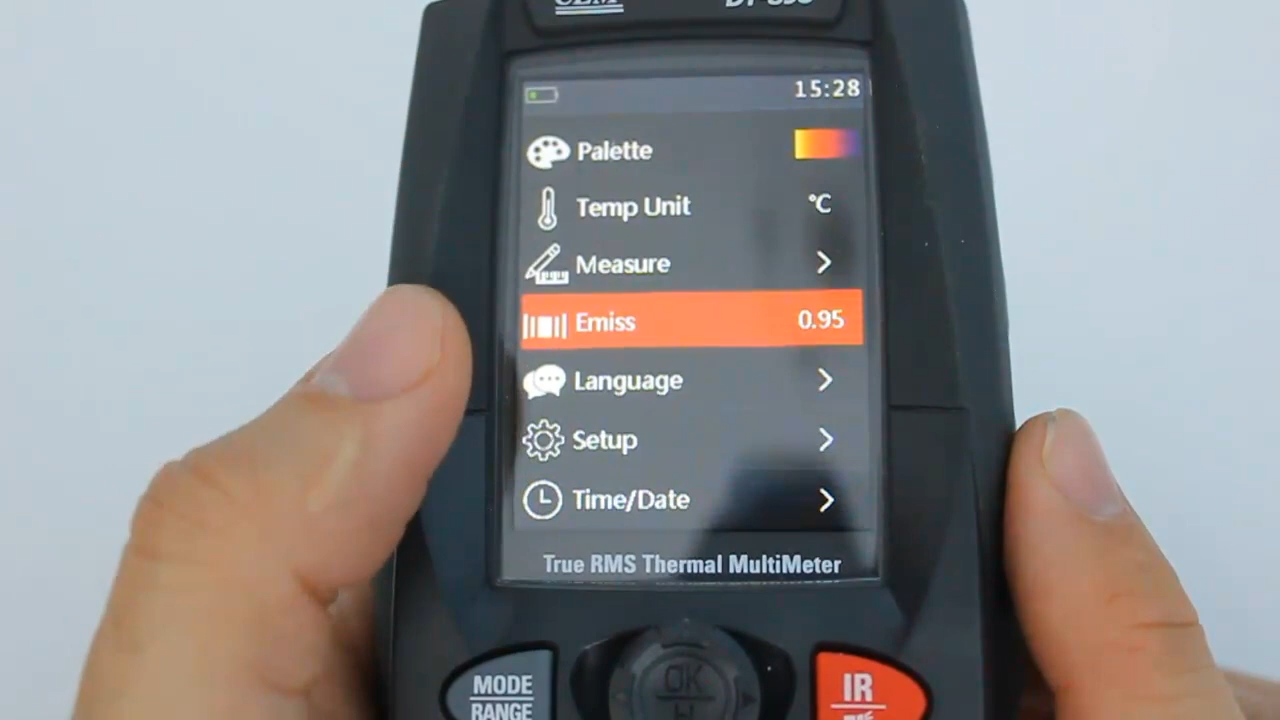 15:28
Palette
Temp Unit °C
Measure >
Emiss 0.95
Language >
Setup >
Time/Date >
True RMS Thermal MultiMeter
MODE
RANGE
OK
IR